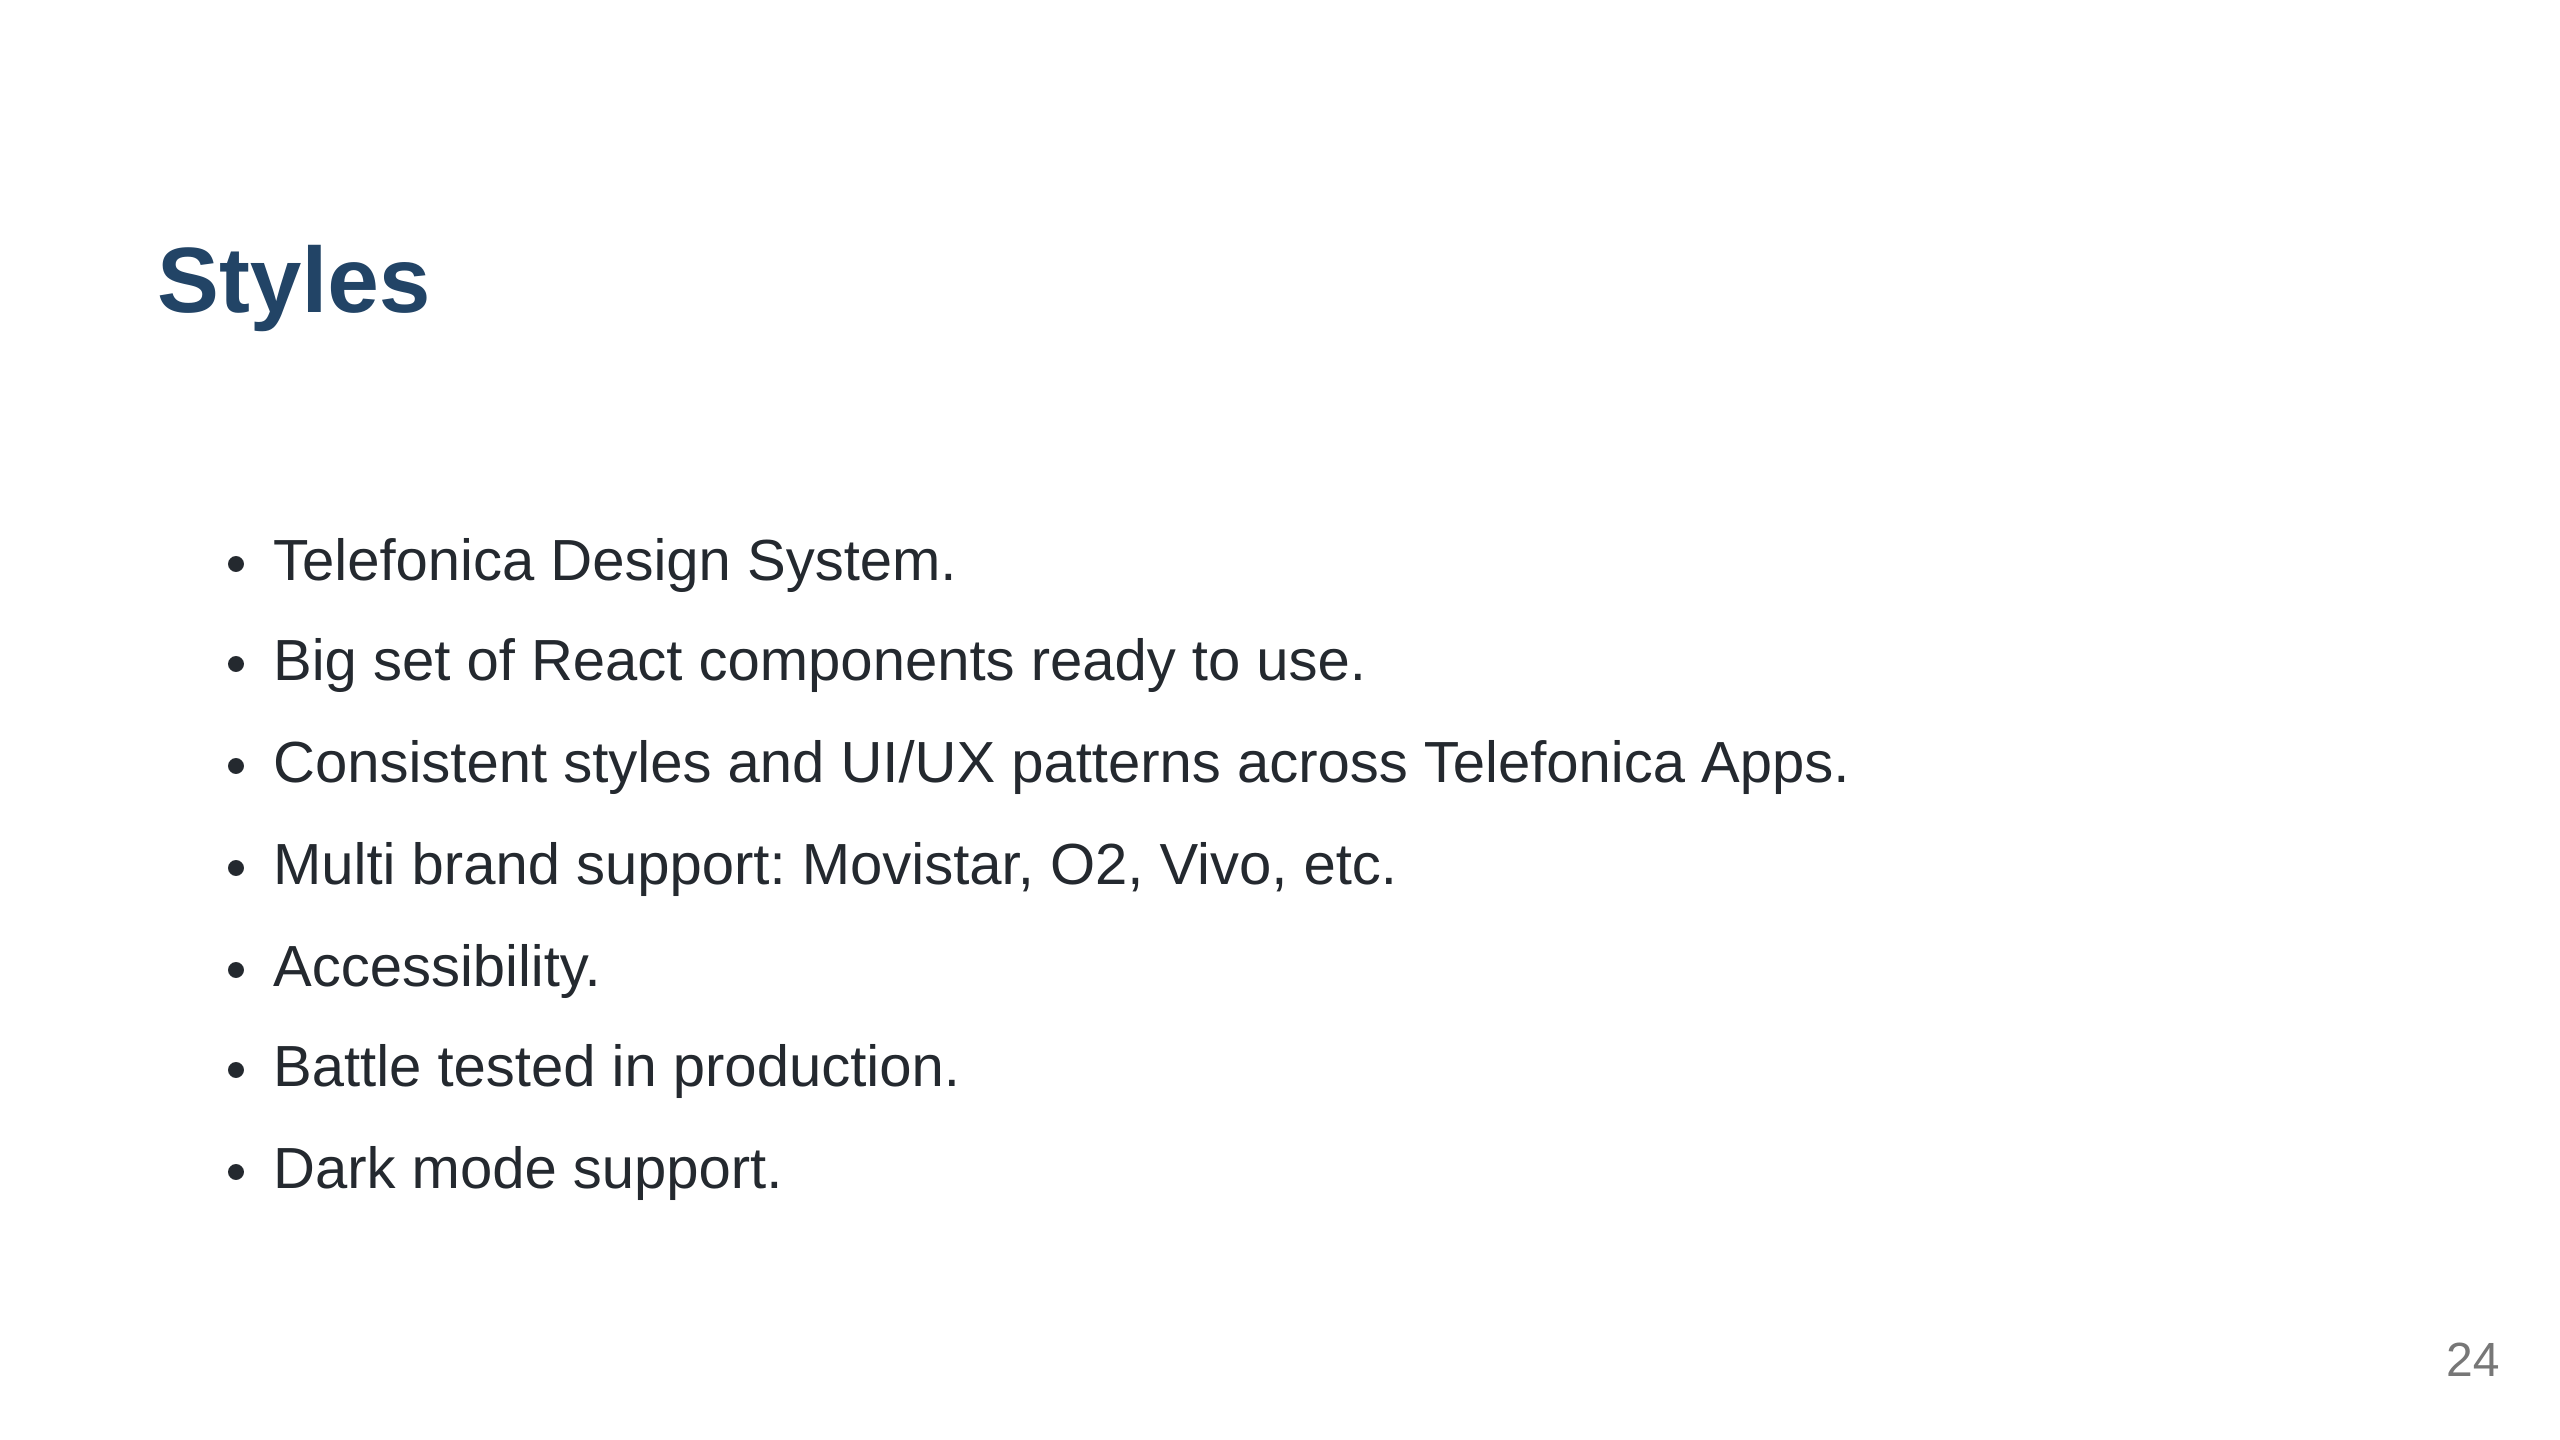 Styles
• Telefonica Design System.
• Big set of React components ready to use.
• Consistent styles and UI/UX patterns across Telefonica Apps.
• Multi brand support: Movistar, O2, Vivo, etc.
• Accessibility.
• Battle tested in production.
• Dark mode support.
24